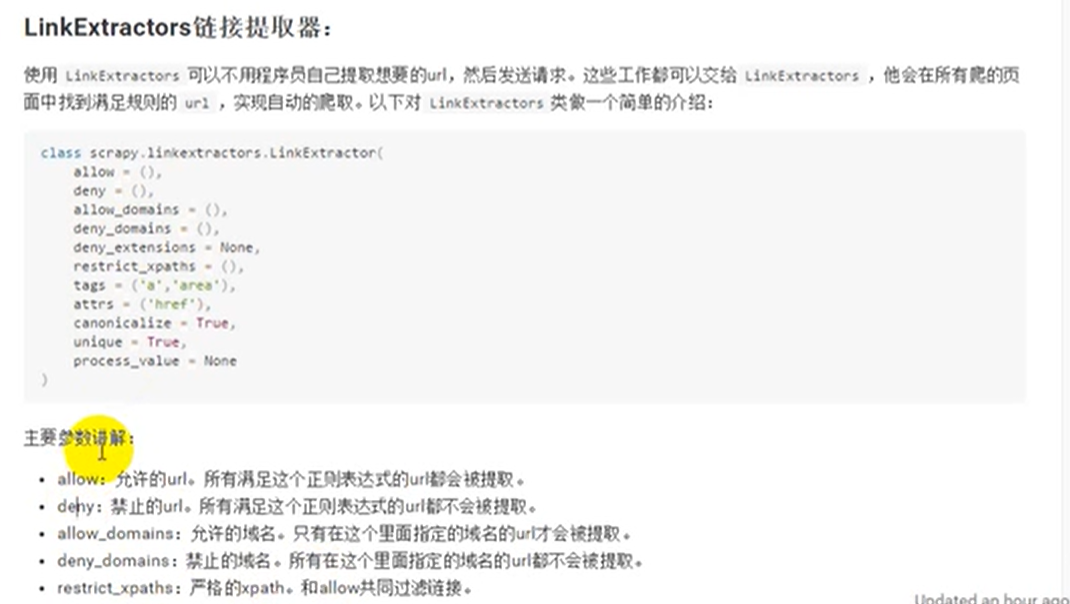 LinkExtractors链接提取器：
使用 LinkExtractors 可以不用程序员自己提取想要的url，然后发送请求。这些工作都可以交给 LinkExtractors ，他会在所有爬的页
面中找到满足规则的 url ，实现自动的爬取。以下对 LinkExtractors 类做一个简单的介绍：
class scrapy.linkextractors.LinkExtractor(
allow = (),
deny = (),
allow_domains = (),
deny_domains = (),
deny_extensions = None,
restrict_xpaths = (),
tags = ('a','area'),
attrs = ('href'),
canonicalize = True,
unique = True,
process_value = None
)
主要参数讲解：
• allow：允许的url。所有满足这个正则表达式的url都会被提取。
• deny：禁止的url。所有满足这个正则表达式的url都不会被提取。
• allow_domains：允许的域名。只有在这个里面指定的域名的url才会被提取。
• deny_domains：禁止的域名。所有在这个里面指定的域名的url都不会被提取。
• restrict_xpaths：严格的xpath。和allow共同过滤链接。
Updated an hour ago